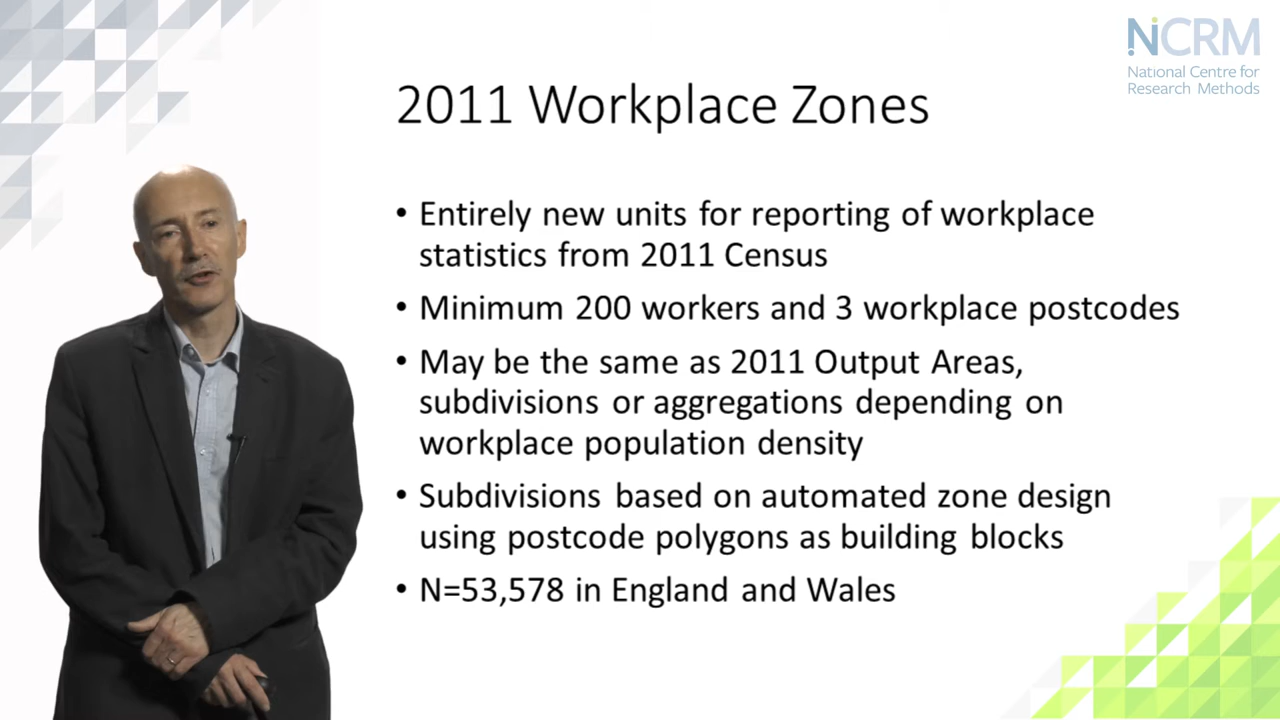 NCRM
National Centre for
Research Methods
2011 Workplace Zones
• Entirely new units for reporting of workplace
statistics from 2011 Census
• Minimum 200 workers and 3 workplace postcodes
• May be the same as 2011 Output Areas,
subdivisions or aggregations depending on
workplace population density
• Subdivisions based on automated zone design
using postcode polygons as building blocks
• N=53,578 in England and Wales